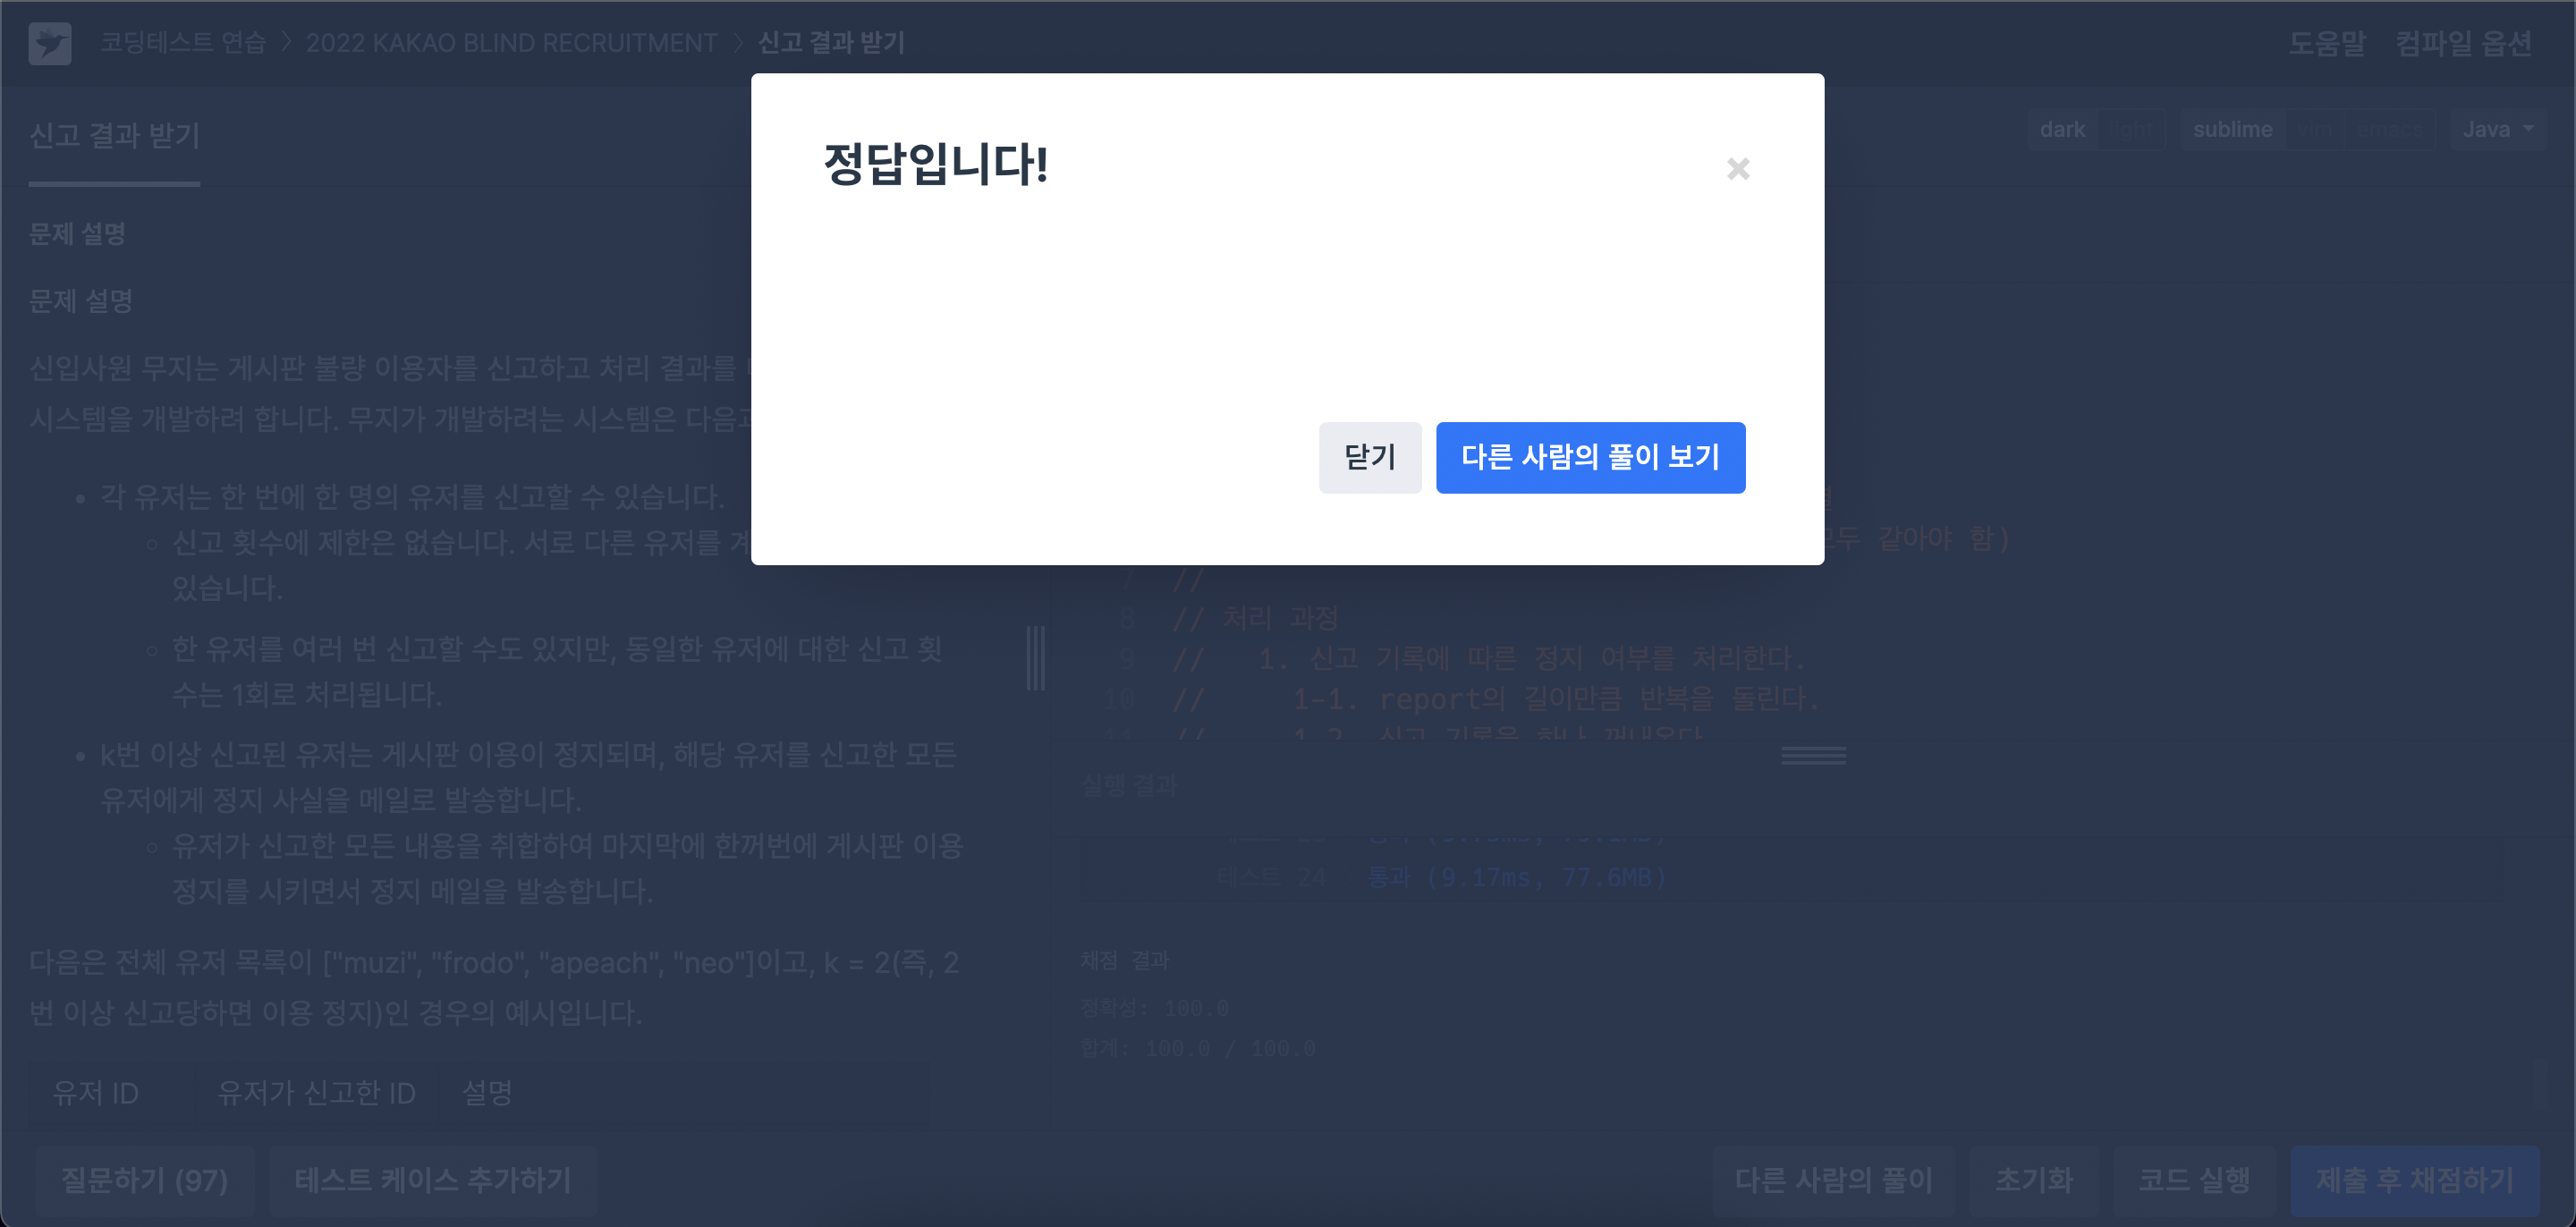 코딩테스트 연습 > 2022 KAKAO BLIND RECRUITMENT > 신고 결과 받기
도움말 컴파일 옵션
신고 결과 받기
dark light sublime vim emacs Java
정답입니다!
×
닫기 다른 사람의 풀이 보기
문제 설명
문제 설명
신입사원 무지는 게시판 불량 이용자를 신고하고 처리 결과를
시스템을 개발하려 합니다. 무지가 개발하려는 시스템은
• 각 유저는 한 번에 한 명의 유저를 신고할 수 있습니다.
◦ 신고 횟수에 제한은 없습니다. 서로 다른 유저를
있습니다.
◦ 한 유저를 여러 번 신고할 수도 있지만, 동일한 유저에 대한 신고 횟
수는 1회로 처리됩니다.
• k번 이상 신고된 유저는 게시판 이용이 정지되며, 해당 유저를 신고한 모든
유저에게 정지 사실을 메일로 발송합니다.
◦ 유저가 신고한 모든 내용을 취합하여 마지막에 한꺼번에 게시판 이용
정지를 시키면서 정지 메일을 발송합니다.
다음은 전체 유저 목록이 ["muzi", "frodo", "apeach", "neo"]이고, k = 2(즉, 2
번 이상 신고당하면 이용 정지)인 경우의 예시입니다.
유저 ID 유저가 신고한 ID 설명
같아야 함)
7 //
8 // 처리 과정
9 // 1. 신고 기록에 따른 정지 여부를 처리한다.
10 // 1-1. report의 길이만큼 반복을 돌린다.
11 // 1-2. 신고 기록을 하나 꺼내온다
실행 결과
테스트 24 통과 (9.17ms, 77.6MB)
채점 결과
정확성: 100.0
합계: 100.0 / 100.0
질문하기 (97) 테스트 케이스 추가하기 다른 사람의 풀이 초기화 코드 실행 제출 후 채점하기